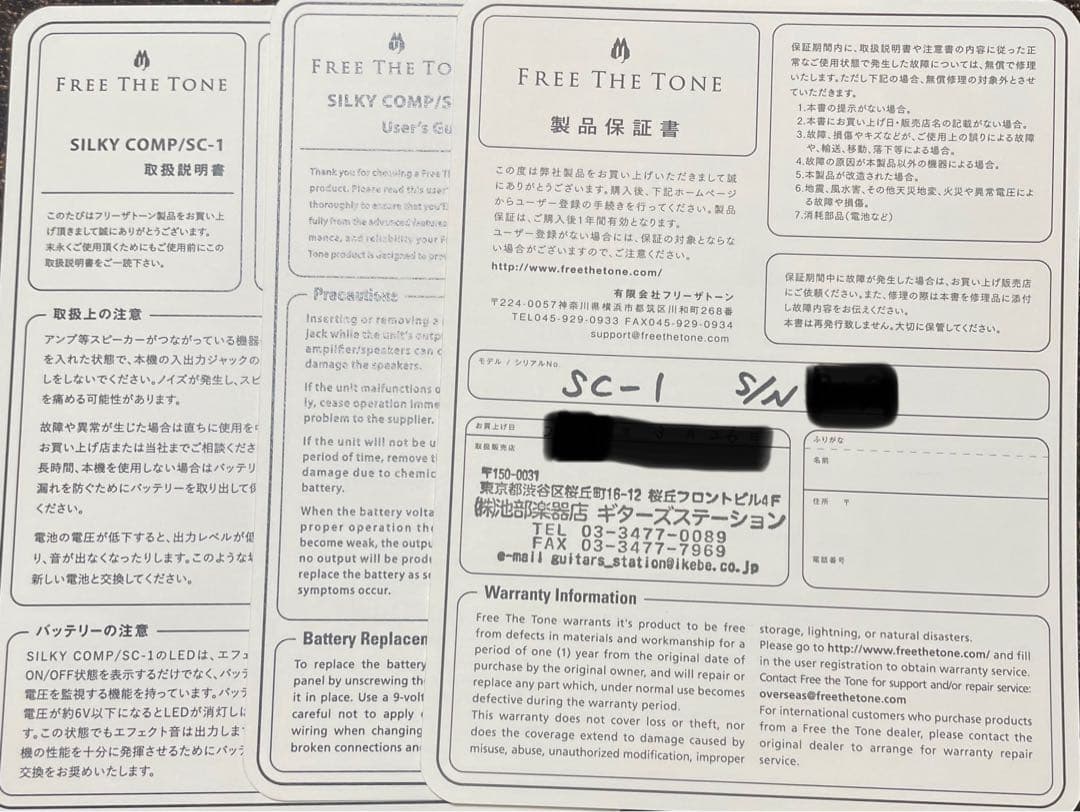 FREE THE TONE
SILKY COMP/SC-1
取扱説明書
このたびはフリーザトーン製品をお買い上
げ頂きまして誠にありがとうございます。
末永くご使用頂くためにもご使用前にこの
取扱説明書をご一読下さい。
取扱上の注意
アンプ等スピーカーがつながっている機器
を入れた状態で、本機の入出力ジャックの
しをしないでください。ノイズが発生し、スピ
を痛める可能性があります。
故障や異常が生じた場合は直ちに使用を
お買い上げ店または当社までご相談くださ
長時間、本機を使用しない場合はバッテリ
漏れを防ぐためにバッテリーを取り出して
ください。
電池の電圧が低下すると、出力レベルが低
り、音が出なくなったりします。このような
新しい電池と交換してください。
バッテリーの注意
SILKY COMP/SC-1のLEDは、エフェ
ON/OFF状態を表示するだけでなく、バッテ
電圧を監視する機能を持っています。バッテ
電圧が約6V以下になるとLEDが消灯し
す。この状態でもエフェクト音は出力しま
機の性能を十分に発揮させるためにバッテ
交換をお奨めいたします。
FREE THE TO
SILKY COMP/S
User's Gu
Thank you for choosing a Free T
product. Please read this user'
thoroughly to ensure that you'll
fully from the advanced features
mance, and reliability your F
Tone product is designed to pro
Precautions
Inserting or removing a
jack while the unit's outp
amplifier/speakers can c
damage the speakers.
If the unit malfunctions o
ly, cease operation imme
problem to the supplier.
If the unit will not be u
period of time, remove t
damage due to chemic
battery.
When the battery volta
proper operation the
become weak, the outpu
no output will be produ
replace the battery as s
symptoms occur.
Battery Replacem
To replace the battery
panel by unscrewing th
it in place. Use a 9-volt
careful not to apply
wiring when changing
broken connections an
FREE THE TONE
製品保証書
この度は弊社製品をお買い上げいただきまして誠
にありがとうございます。購入後、下記ホームページ
からユーザー登録の手続きを行ってください。製品
保証は、ご購入後1年間有効となります。
ユーザー登録がない場合には、保証の対象とならな
い場合がございますので、ご注意ください。
http://www.freethetone.com/
有限会社フリーザトーン
〒224-0057神奈川県横浜市都筑区川和町268番
TEL045-929-0933 FAX045-929-0934
support@freethetone.com
保証期間内に、取扱説明書や注意書の内容に従った正
常なご使用状態で発生した故障については、無償で修理
いたします。ただし下記の場合、無償修理の対象外とさせ
ていただきます。
1.本書の提示がない場合。
2.本書にお買い上げ日・販売店名の記載がない場合。
3.故障、損傷やキズなどが、ご使用上の誤りによる故障
や、輸送、移動、落下等による場合。
4.故障の原因が本製品以外の機器による場合。
5.本製品が改造された場合。
6.地震、風水害、その他天災地変、火災や異常電圧によ
る故障や損傷。
7.消耗部品(電池など)
保証期間中に故障が発生した場合は、お買い上げ販売店
にご依頼ください。また、修理の際は本書を修理品に添付
し故障内容をお伝えください。
本書は再発行致しません。大切に保管してください。
モデル / シリアルNo.
SC-1 S/N
お買上げ日
取扱販売店
〒150-0031
東京都渋谷区桜丘町16-12 桜丘フロントビル4F
(株)池部楽器店 ギターズステーション
TEL 03-3477-0089
FAX 03-3477-7969
e-mail guitars_station@ikebe.co.jp
ふりがな
名前
住所 〒
電話番号
Warranty Information
Free The Tone warrants it's product to be free
from defects in materials and workmanship for a
period of one (1) year from the original date of
purchase by the original owner, and will repair or
replace any part which, under normal use becomes
defective during the warranty period.
This warranty does not cover loss or theft, nor
does the coverage extend to damage caused by
misuse, abuse, unauthorized modification, improper
storage, lightning, or natural disasters.
Please go to http://www.freethetone.com/ and fill
in the user registration to obtain warranty service.
Contact Free the Tone for support and/or repair service:
overseas@freethetone.com
For international customers who purchase products
from a Free the Tone dealer, please contact the
original dealer to arrange for warranty repair
service.